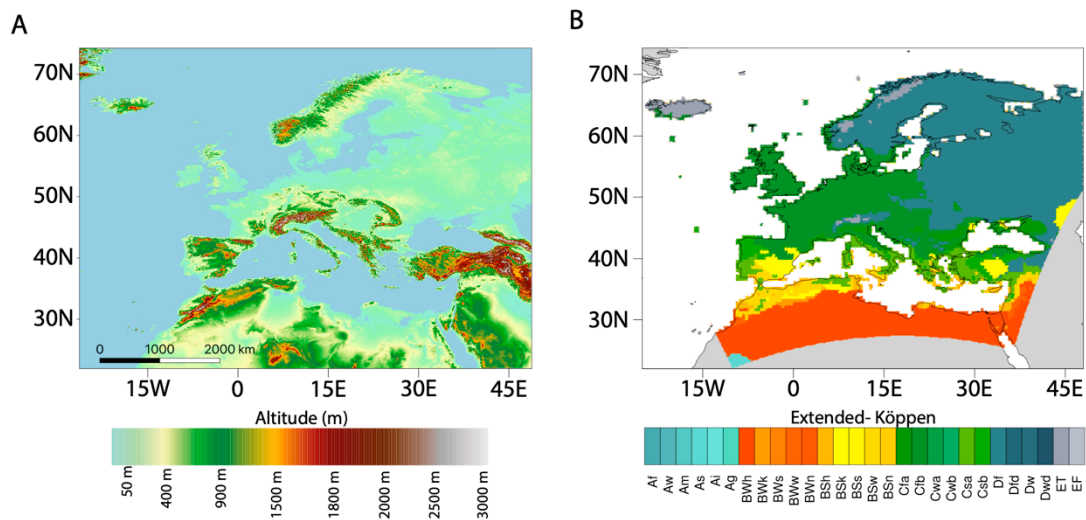 A
70N
60N
50N
40N
30N
0 1000 2000 km
15W 0 15E 30E 45E
Altitude (m)
50 m 400 m 900 m 1500 m 1800 m 2000 m 2500 m 3000 m
B
70N
60N
50N
40N
30N
15W 0 15E 30E 45E
Extended- Köppen
Af Aw Am As Ai Ag BWh BWk BWs BWw BWn BSh BSk BSs BSw BSn Cfa Cfb Cwa Cwb Csa Csb Df Dfd Dw Dwd ET EF